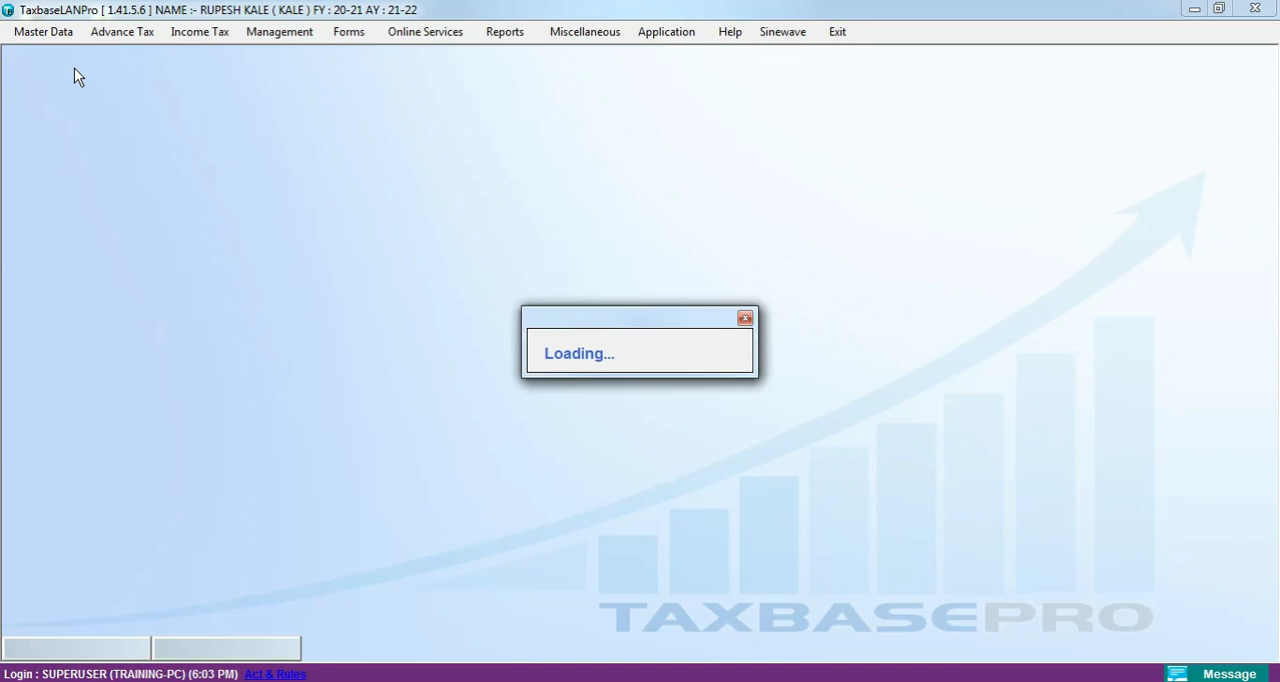 TaxbaseLANPro [ 1.41.5.6 ] NAME :- RUPESH KALE ( KALE ) FY : 20-21 AY : 21-22
Master Data Advance Tax Income Tax Management Forms Online Services Reports Miscellaneous Application Help Sinewave Exit
Loading...
TAXBASEPRO
Login : SUPERUSER (TRAINING-PC) (6:03 PM) Act & Rules Message